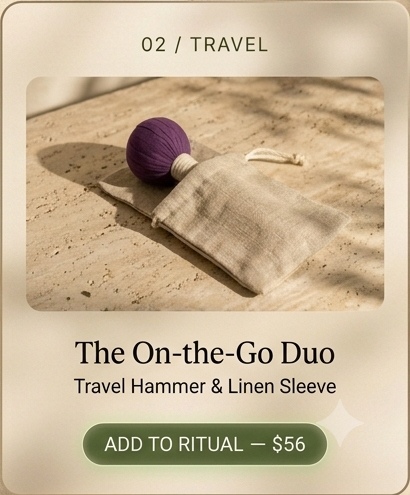 02 / TRAVEL
The On-the-Go Duo
Travel Hammer & Linen Sleeve
ADD TO RITUAL — $56